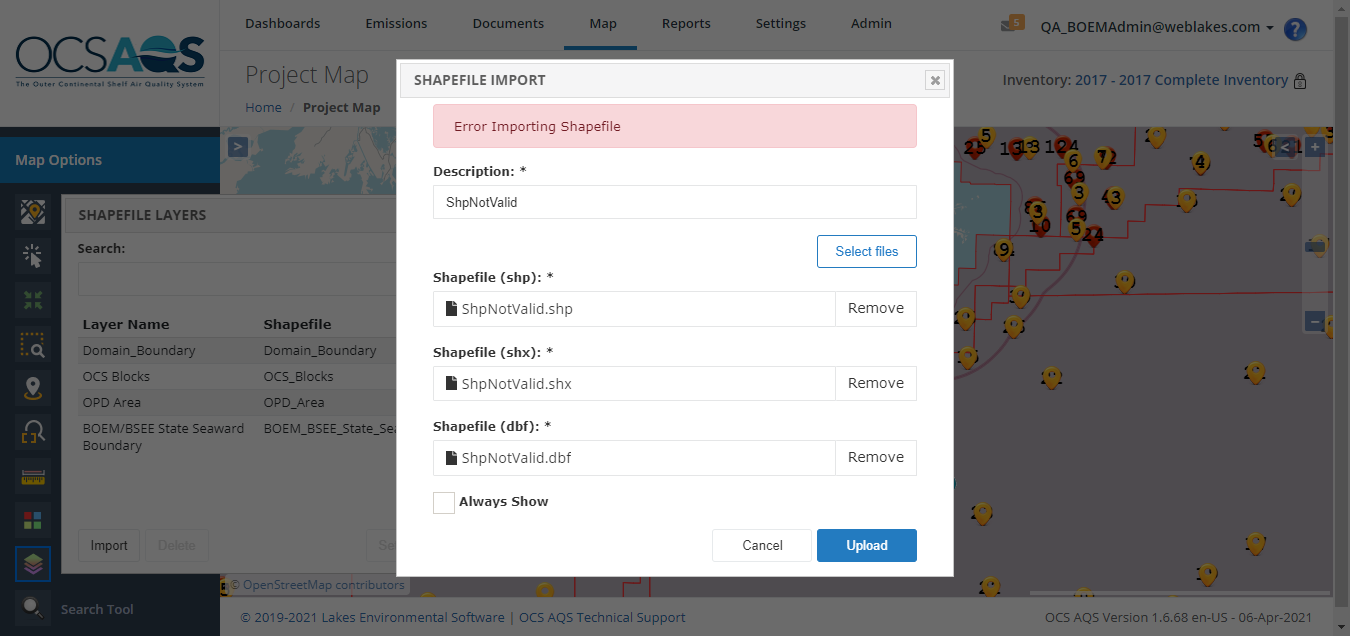 OCSAQS
The Outer Continental Shelf Air Quality System
Dashboards Emissions Documents Map Reports Settings Admin
5
QA_BOEMAdmin@weblakes.com
?
Project Map
Home / Project Map
Inventory: 2017 - 2017 Complete Inventory
Map Options
SHAPEFILE LAYERS
Search:
Layer Name Shapefile
Domain_Boundary Domain_Boundary
OCS Blocks OCS_Blocks
OPD Area OPD_Area
BOEM/BSEE State Seaward BOEM_BSEE_State_Sea
Boundary
Import Delete
Search Tool
SHAPEFILE IMPORT
Error Importing Shapefile
Description: *
ShpNotValid
Select files
Shapefile (shp): *
ShpNotValid.shp Remove
Shapefile (shx): *
ShpNotValid.shx Remove
Shapefile (dbf): *
ShpNotValid.dbf Remove
Always Show
Cancel Upload
© OpenStreetMap contributors
© 2019-2021 Lakes Environmental Software | OCS AQS Technical Support
OCS AQS Version 1.6.68 en-US - 06-Apr-2021